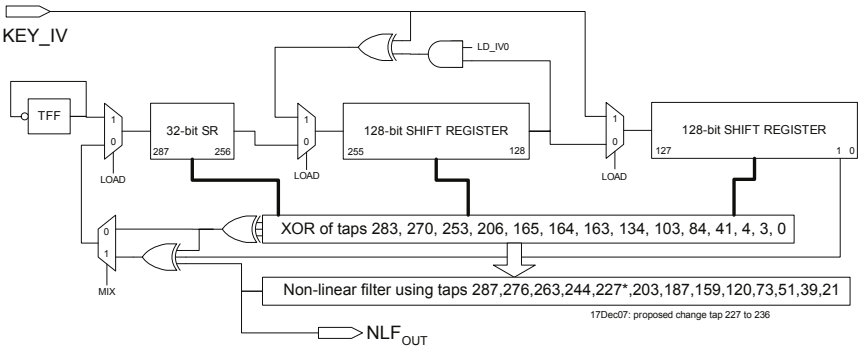 KEY_IV
LD_IV0
TFF
1
0
LOAD
32-bit SR
287 256
1
0
LOAD
128-bit SHIFT REGISTER
255 128
1
0
LOAD
128-bit SHIFT REGISTER
127 1 0
0
1
MIX
XOR of taps 283, 270, 253, 206, 165, 164, 163, 134, 103, 84, 41, 4, 3, 0
Non-linear filter using taps 287,276,263,244,227*,203,187,159,120,73,51,39,21
17Dec07: proposed change tap 227 to 236
NLFOUT